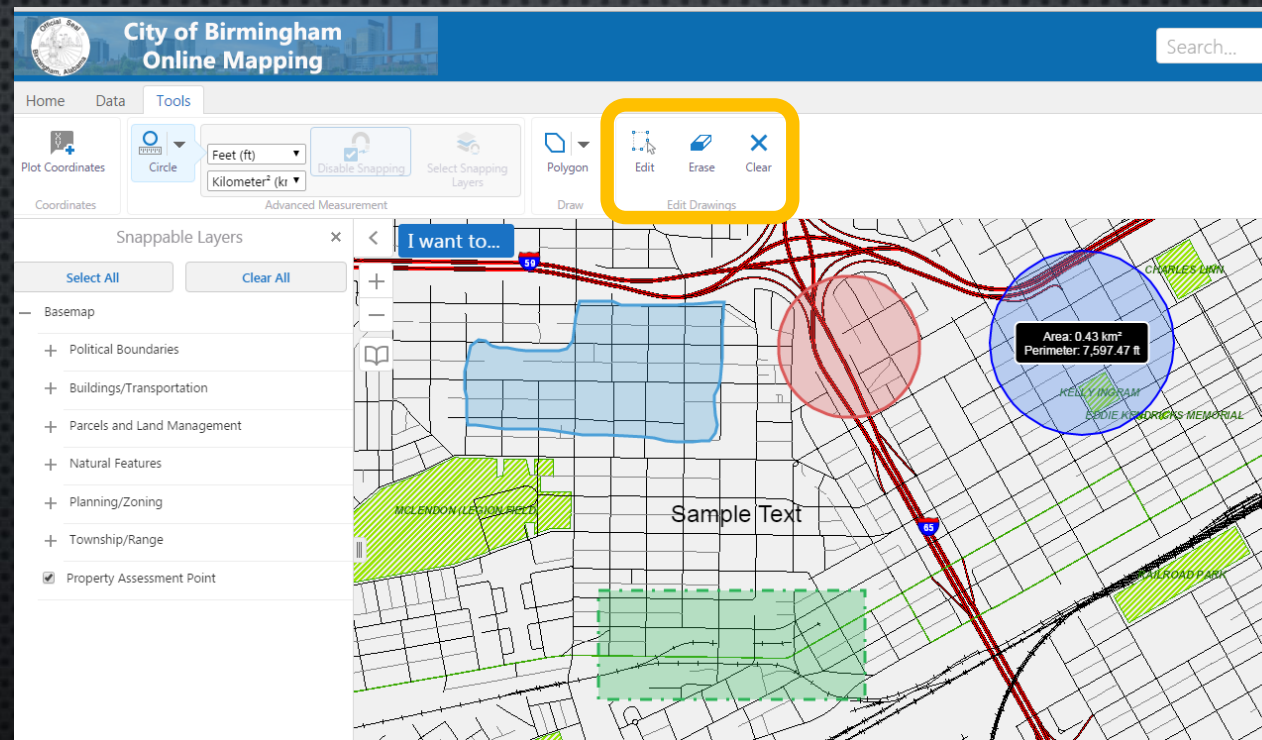 City of Birmingham
Online Mapping
Search...
Home Data Tools
Plot Coordinates
Circle
Feet (ft)
Kilometer² (kr
Disable Snapping
Select Snapping
Layers
Polygon
Edit
Erase
Clear
Coordinates
Advanced Measurement
Draw
Edit Drawings
Snappable Layers
I want to...
Select All
Clear All
Basemap
Political Boundaries
Buildings/Transportation
Parcels and Land Management
Natural Features
Planning/Zoning
Township/Range
Property Assessment Point
CHARLES LINN
Area: 0.43 km²
Perimeter: 7,597.47 ft
KELLY INGRAM
EDDIE KENDRICKS MEMORIAL
MCLENDON (LEGION FIELD)
Sample Text
65
RAILROAD PARK